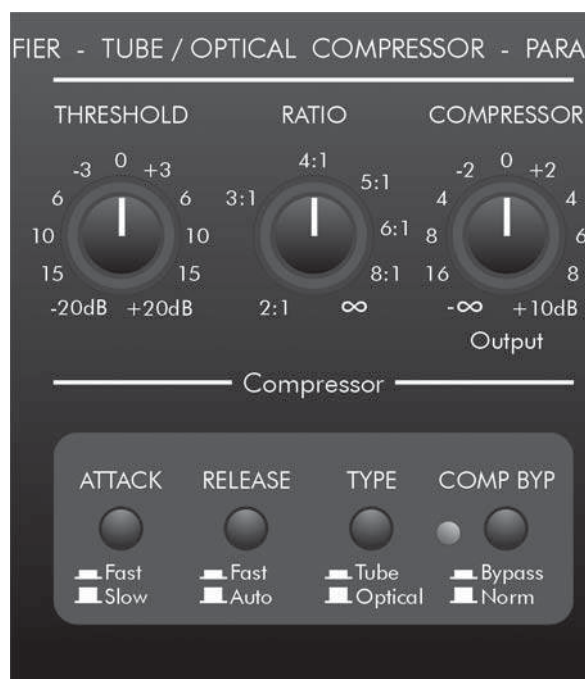 FIER - TUBE / OPTICAL COMPRESSOR - PARA
THRESHOLD RATIO COMPRESSOR
-3 0 +3 4:1 -2 0 +2
6 6 3:1 5:1 4 4
10 10 6:1 8 6
15 15 8:1 16 8
-20dB +20dB 2:1 ∞ -∞ +10dB
Output
Compressor
ATTACK RELEASE TYPE COMP BYP
Fast Fast Tube Bypass
Slow Auto Optical Norm